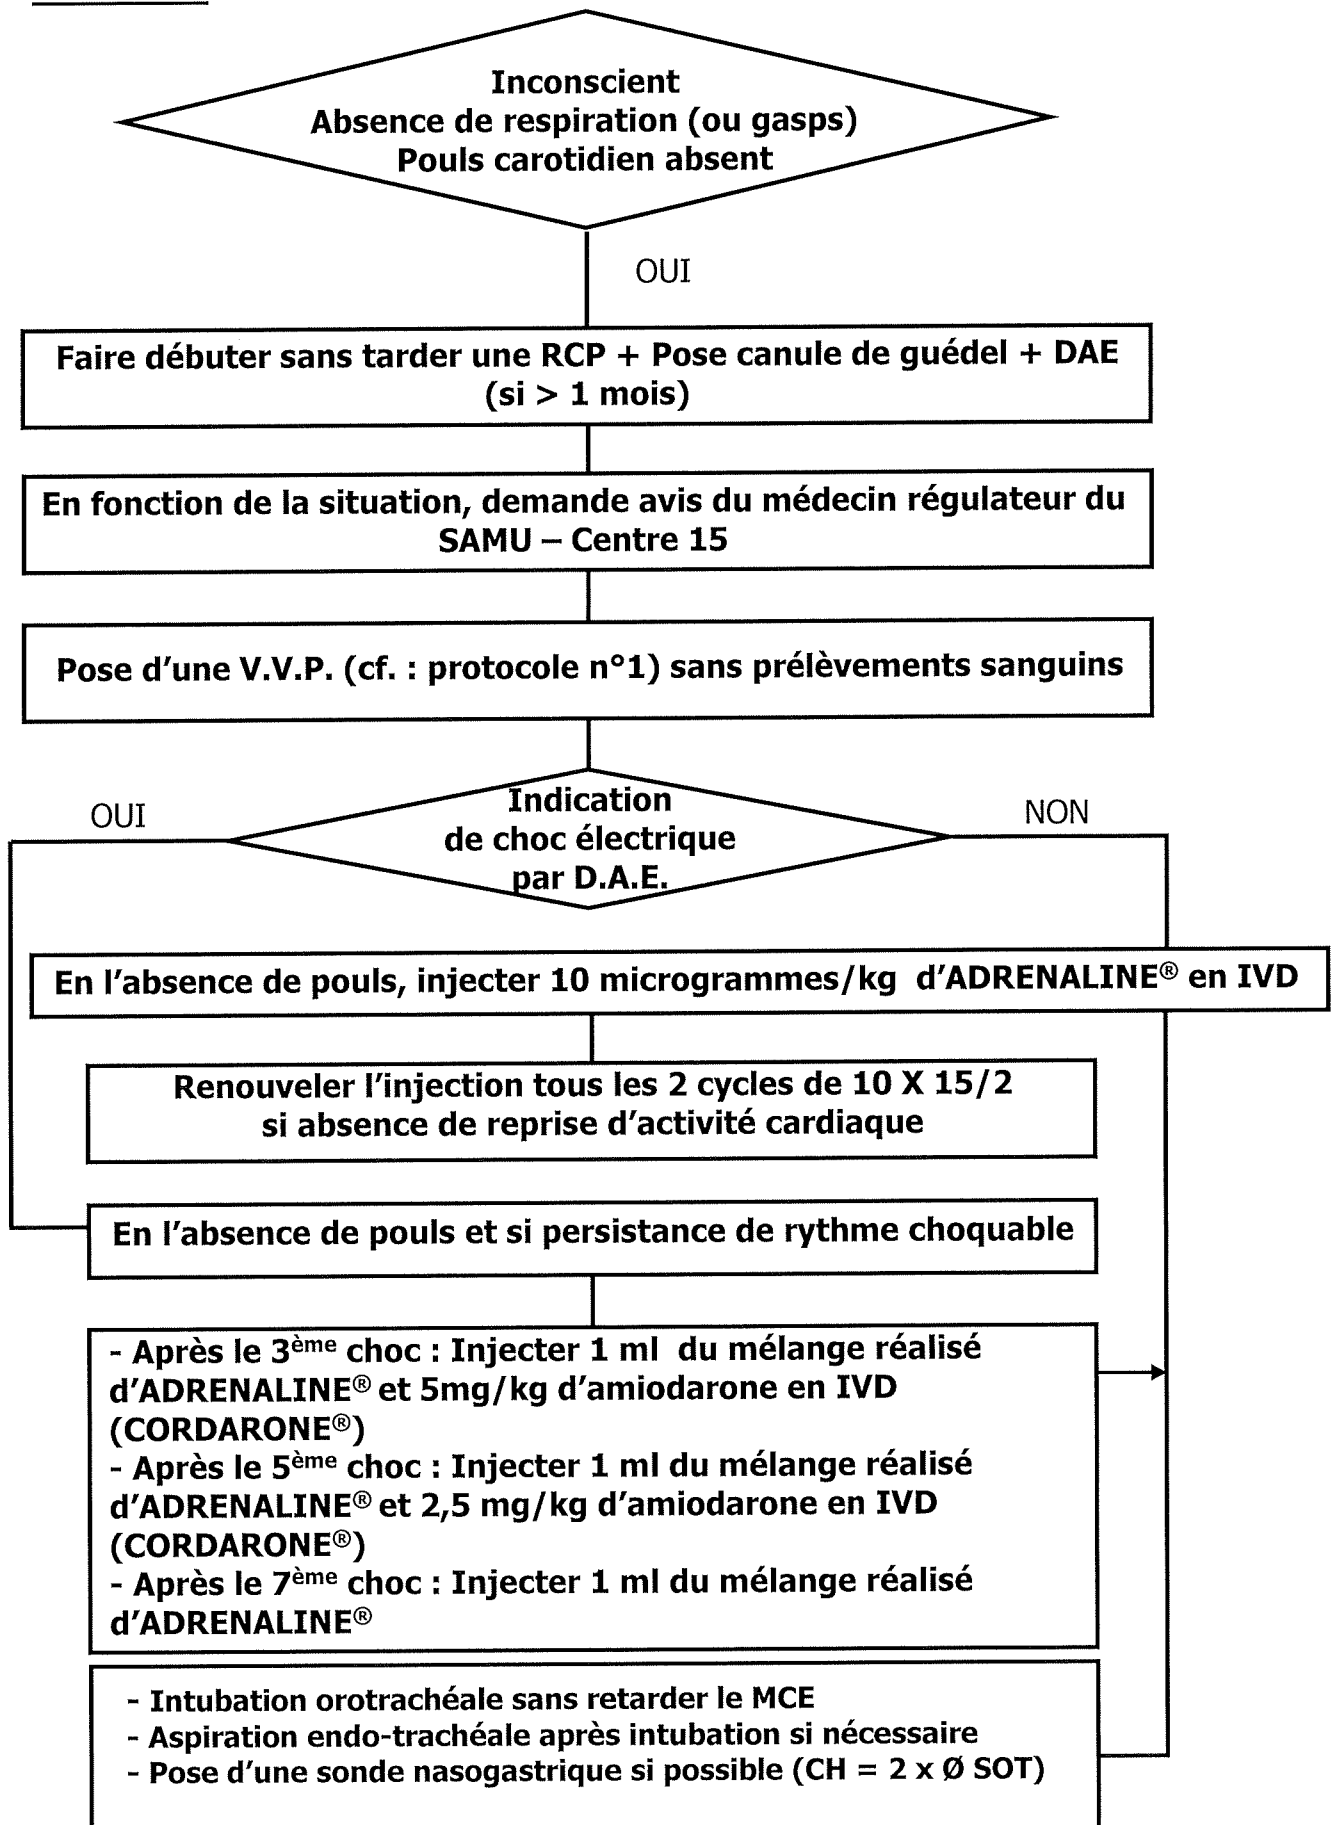 Inconscient
Absence de respiration (ou gasps)
Pouls carotidien absent
OUI
Faire débuter sans tarder une RCP + Pose canule de guédel + DAE
(si > 1 mois)
En fonction de la situation, demande avis du médecin régulateur du
SAMU – Centre 15
Pose d'une V.V.P. (cf. : protocole n°1) sans prélèvements sanguins
OUI
Indication
de choc électrique
par D.A.E.
NON
En l'absence de pouls, injecter 10 microgrammes/kg d'ADRENALINE® en IVD
Renouveler l'injection tous les 2 cycles de 10 X 15/2
si absence de reprise d'activité cardiaque
En l'absence de pouls et si persistance de rythme choquable
- Après le 3ème choc : Injecter 1 ml du mélange réalisé
d'ADRENALINE® et 5mg/kg d'amiodarone en IVD
(CORDARONE®)
- Après le 5ème choc : Injecter 1 ml du mélange réalisé
d'ADRENALINE® et 2,5 mg/kg d'amiodarone en IVD
(CORDARONE®)
- Après le 7ème choc : Injecter 1 ml du mélange réalisé
d'ADRENALINE®
- Intubation orotrachéale sans retarder le MCE
- Aspiration endo-trachéale après intubation si nécessaire
- Pose d'une sonde nasogastrique si possible (CH = 2 x Ø SOT)